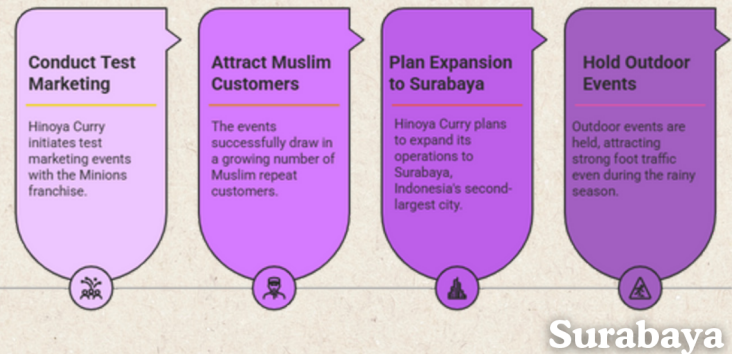 Conduct Test
Marketing
Hinoya Curry
initiates test
marketing events
with the Minions
franchise.
Attract Muslim
Customers
The events
successfully draw in
a growing number of
Muslim repeat
customers.
Plan Expansion
to Surabaya
Hinoya Curry plans
to expand its
operations to
Surabaya,
Indonesia's second-
largest city.
Hold Outdoor
Events
Outdoor events are
held, attracting
strong foot traffic
even during the rainy
season.
Surabaya